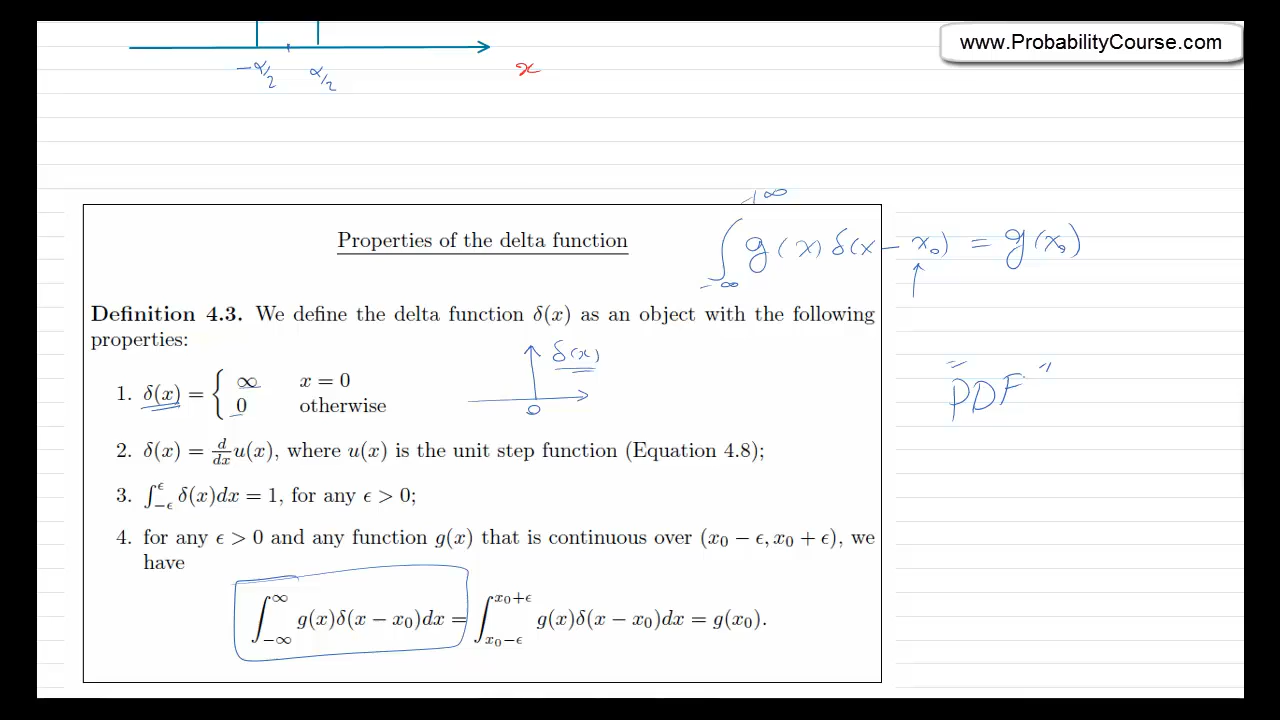 www.ProbabilityCourse.com
-α/2 α/2 x
Properties of the delta function
∫_{-∞}^{+∞} g(x) δ(x - x₀) = g(x₀)
Definition 4.3. We define the delta function δ(x) as an object with the following
properties:
δ(x)
0
1. δ(x) = { ∞ x = 0
0 otherwise
"PDF"
2. δ(x) = d/dx u(x), where u(x) is the unit step function (Equation 4.8);
3. ∫_{-ϵ}^{ϵ} δ(x)dx = 1, for any ϵ > 0;
4. for any ϵ > 0 and any function g(x) that is continuous over (x₀ − ϵ, x₀ + ϵ), we
have
∫_{-∞}^{∞} g(x)δ(x − x₀)dx = ∫_{x₀−ϵ}^{x₀+ϵ} g(x)δ(x − x₀)dx = g(x₀).